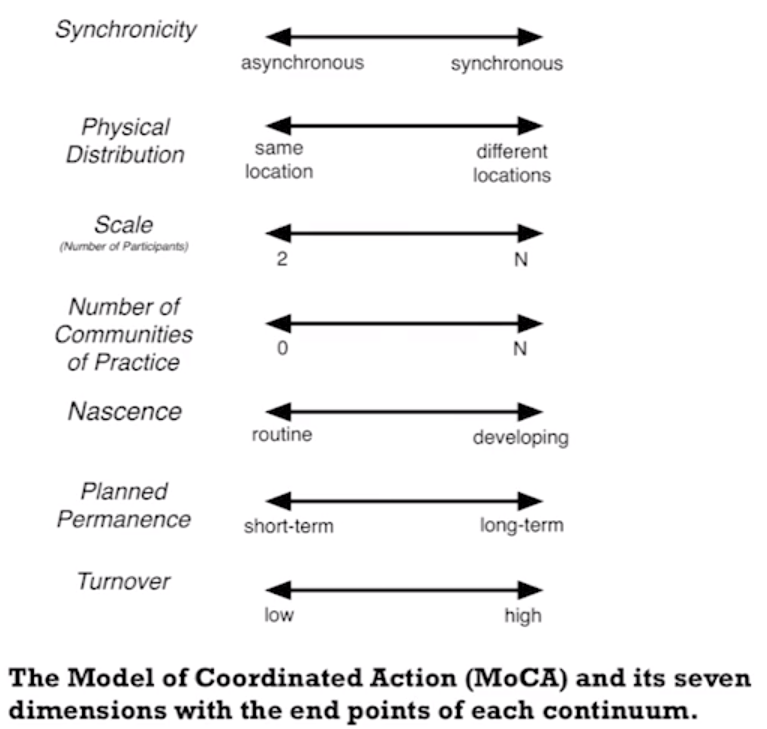 Synchronicity
asynchronous synchronous
Physical
Distribution
same
location
different
locations
Scale
(Number of Participants)
2 N
Number of
Communities
of Practice
0 N
Nascence
routine developing
Planned
Permanence
short-term long-term
Turnover
low high
The Model of Coordinated Action (MoCA) and its seven
dimensions with the end points of each continuum.